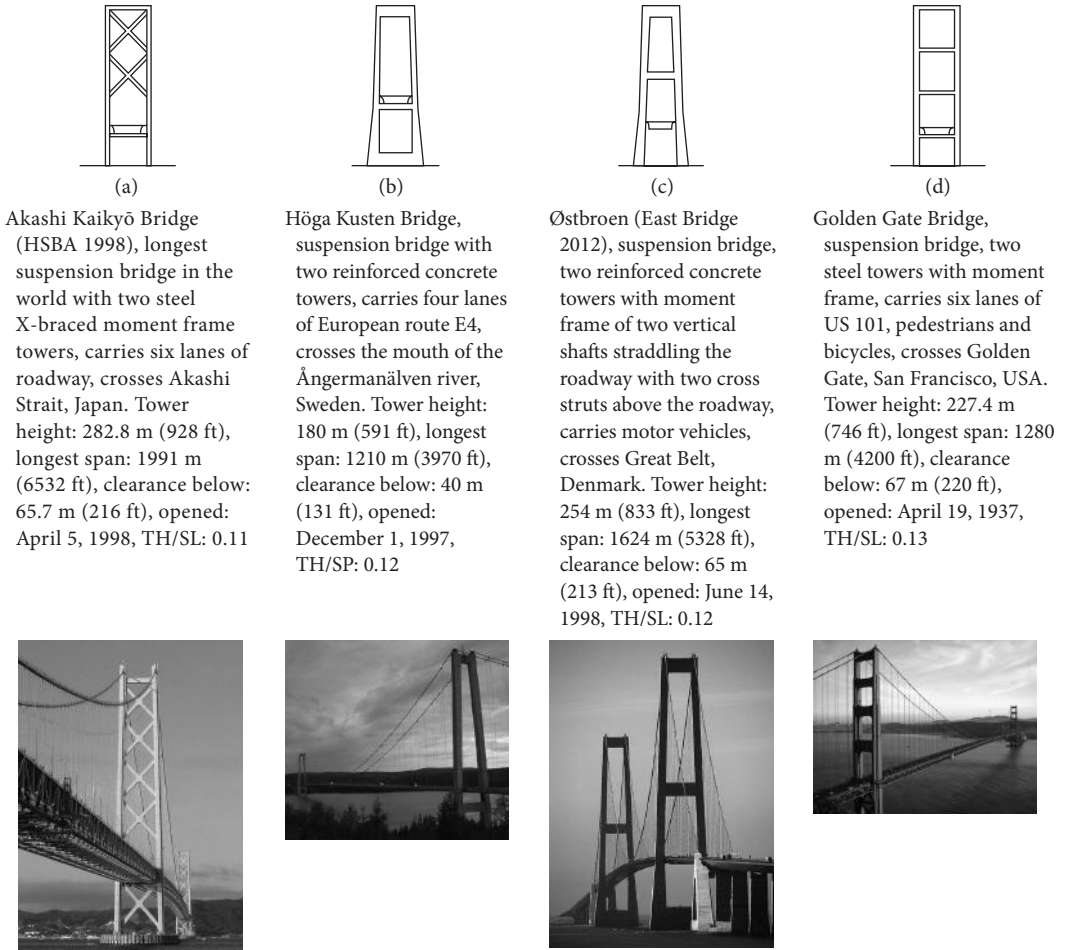 (a)
Akashi Kaikyō Bridge
(HSBA 1998), longest
suspension bridge in the
world with two steel
X-braced moment frame
towers, carries six lanes of
roadway, crosses Akashi
Strait, Japan. Tower
height: 282.8 m (928 ft),
longest span: 1991 m
(6532 ft), clearance below:
65.7 m (216 ft), opened:
April 5, 1998, TH/SL: 0.11
(b)
Höga Kusten Bridge,
suspension bridge with
two reinforced concrete
towers, carries four lanes
of European route E4,
crosses the mouth of the
Ångermanälven river,
Sweden. Tower height:
180 m (591 ft), longest
span: 1210 m (3970 ft),
clearance below: 40 m
(131 ft), opened:
December 1, 1997,
TH/SP: 0.12
(c)
Østbroen (East Bridge
2012), suspension bridge,
two reinforced concrete
towers with moment
frame of two vertical
shafts straddling the
roadway with two cross
struts above the roadway,
carries motor vehicles,
crosses Great Belt,
Denmark. Tower height:
254 m (833 ft), longest
span: 1624 m (5328 ft),
clearance below: 65 m
(213 ft), opened: June 14,
1998, TH/SL: 0.12
(d)
Golden Gate Bridge,
suspension bridge, two
steel towers with moment
frame, carries six lanes of
US 101, pedestrians and
bicycles, crosses Golden
Gate, San Francisco, USA.
Tower height: 227.4 m
(746 ft), longest span: 1280
m (4200 ft), clearance
below: 67 m (220 ft),
opened: April 19, 1937,
TH/SL: 0.13